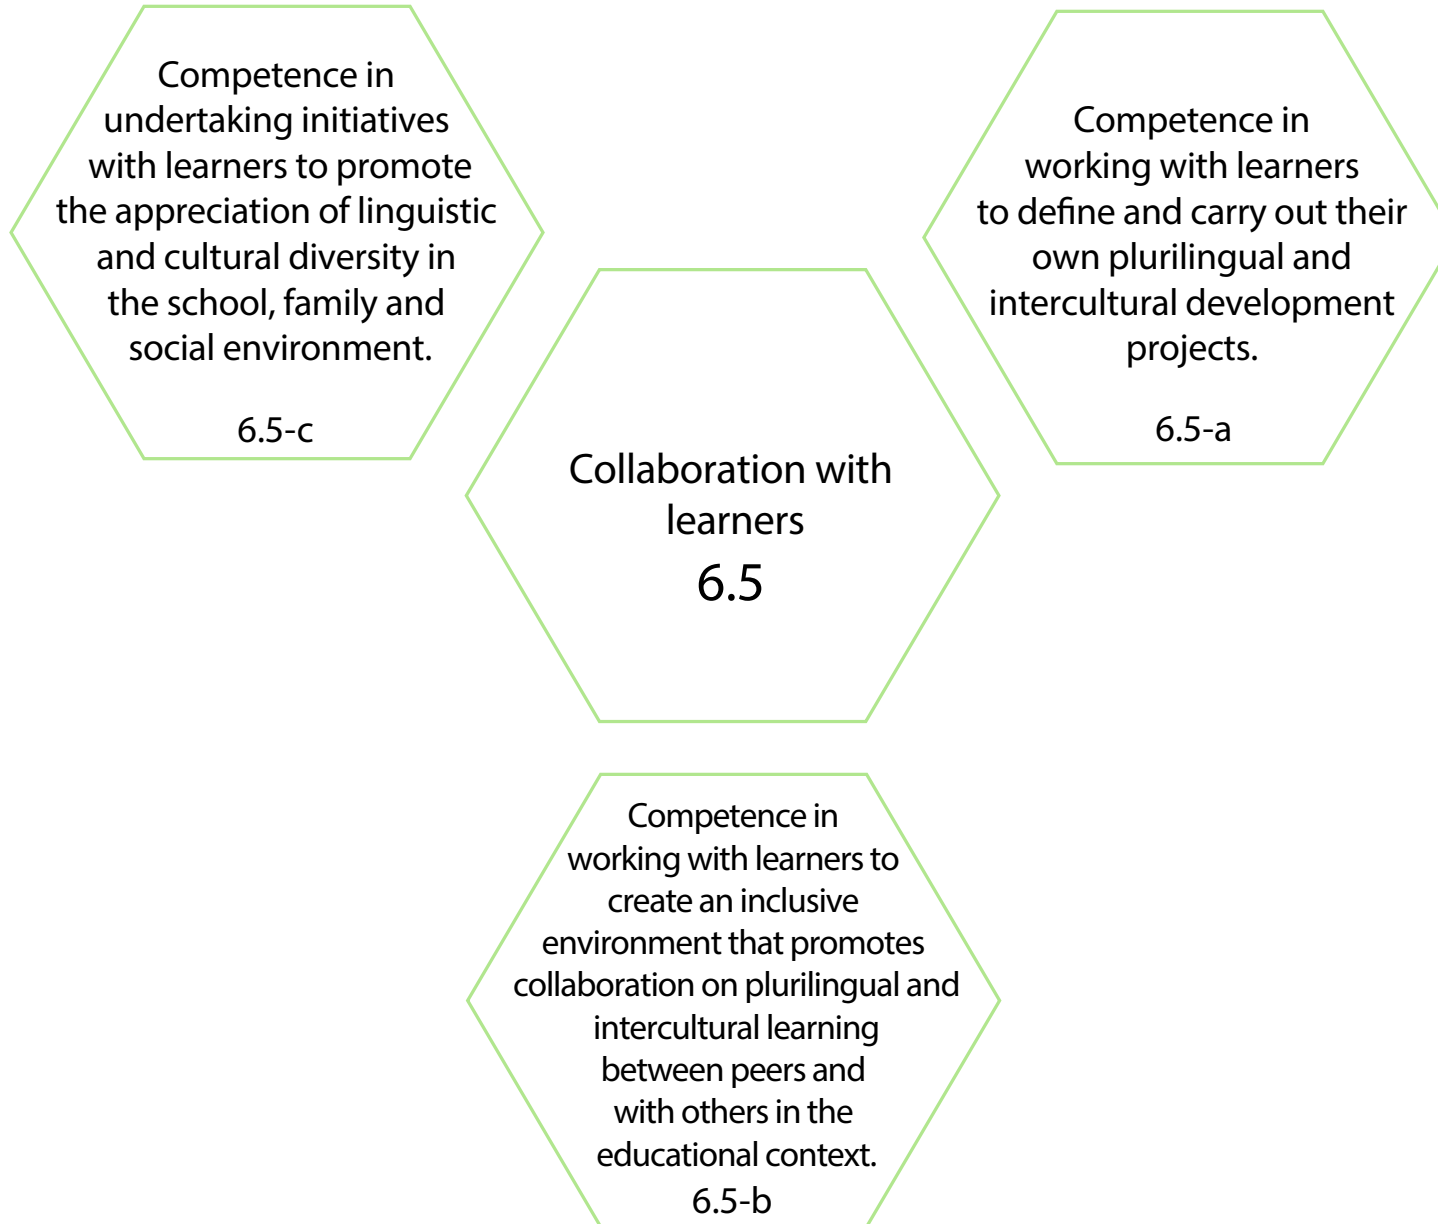 Competence in
undertaking initiatives
with learners to promote
the appreciation of linguistic
and cultural diversity in
the school, family and
social environment.
6.5-c
Competence in
working with learners
to define and carry out their
own plurilingual and
intercultural development
projects.
6.5-a
Collaboration with
learners
6.5
Competence in
working with learners to
create an inclusive
environment that promotes
collaboration on plurilingual and
intercultural learning
between peers and
with others in the
educational context.
6.5-b